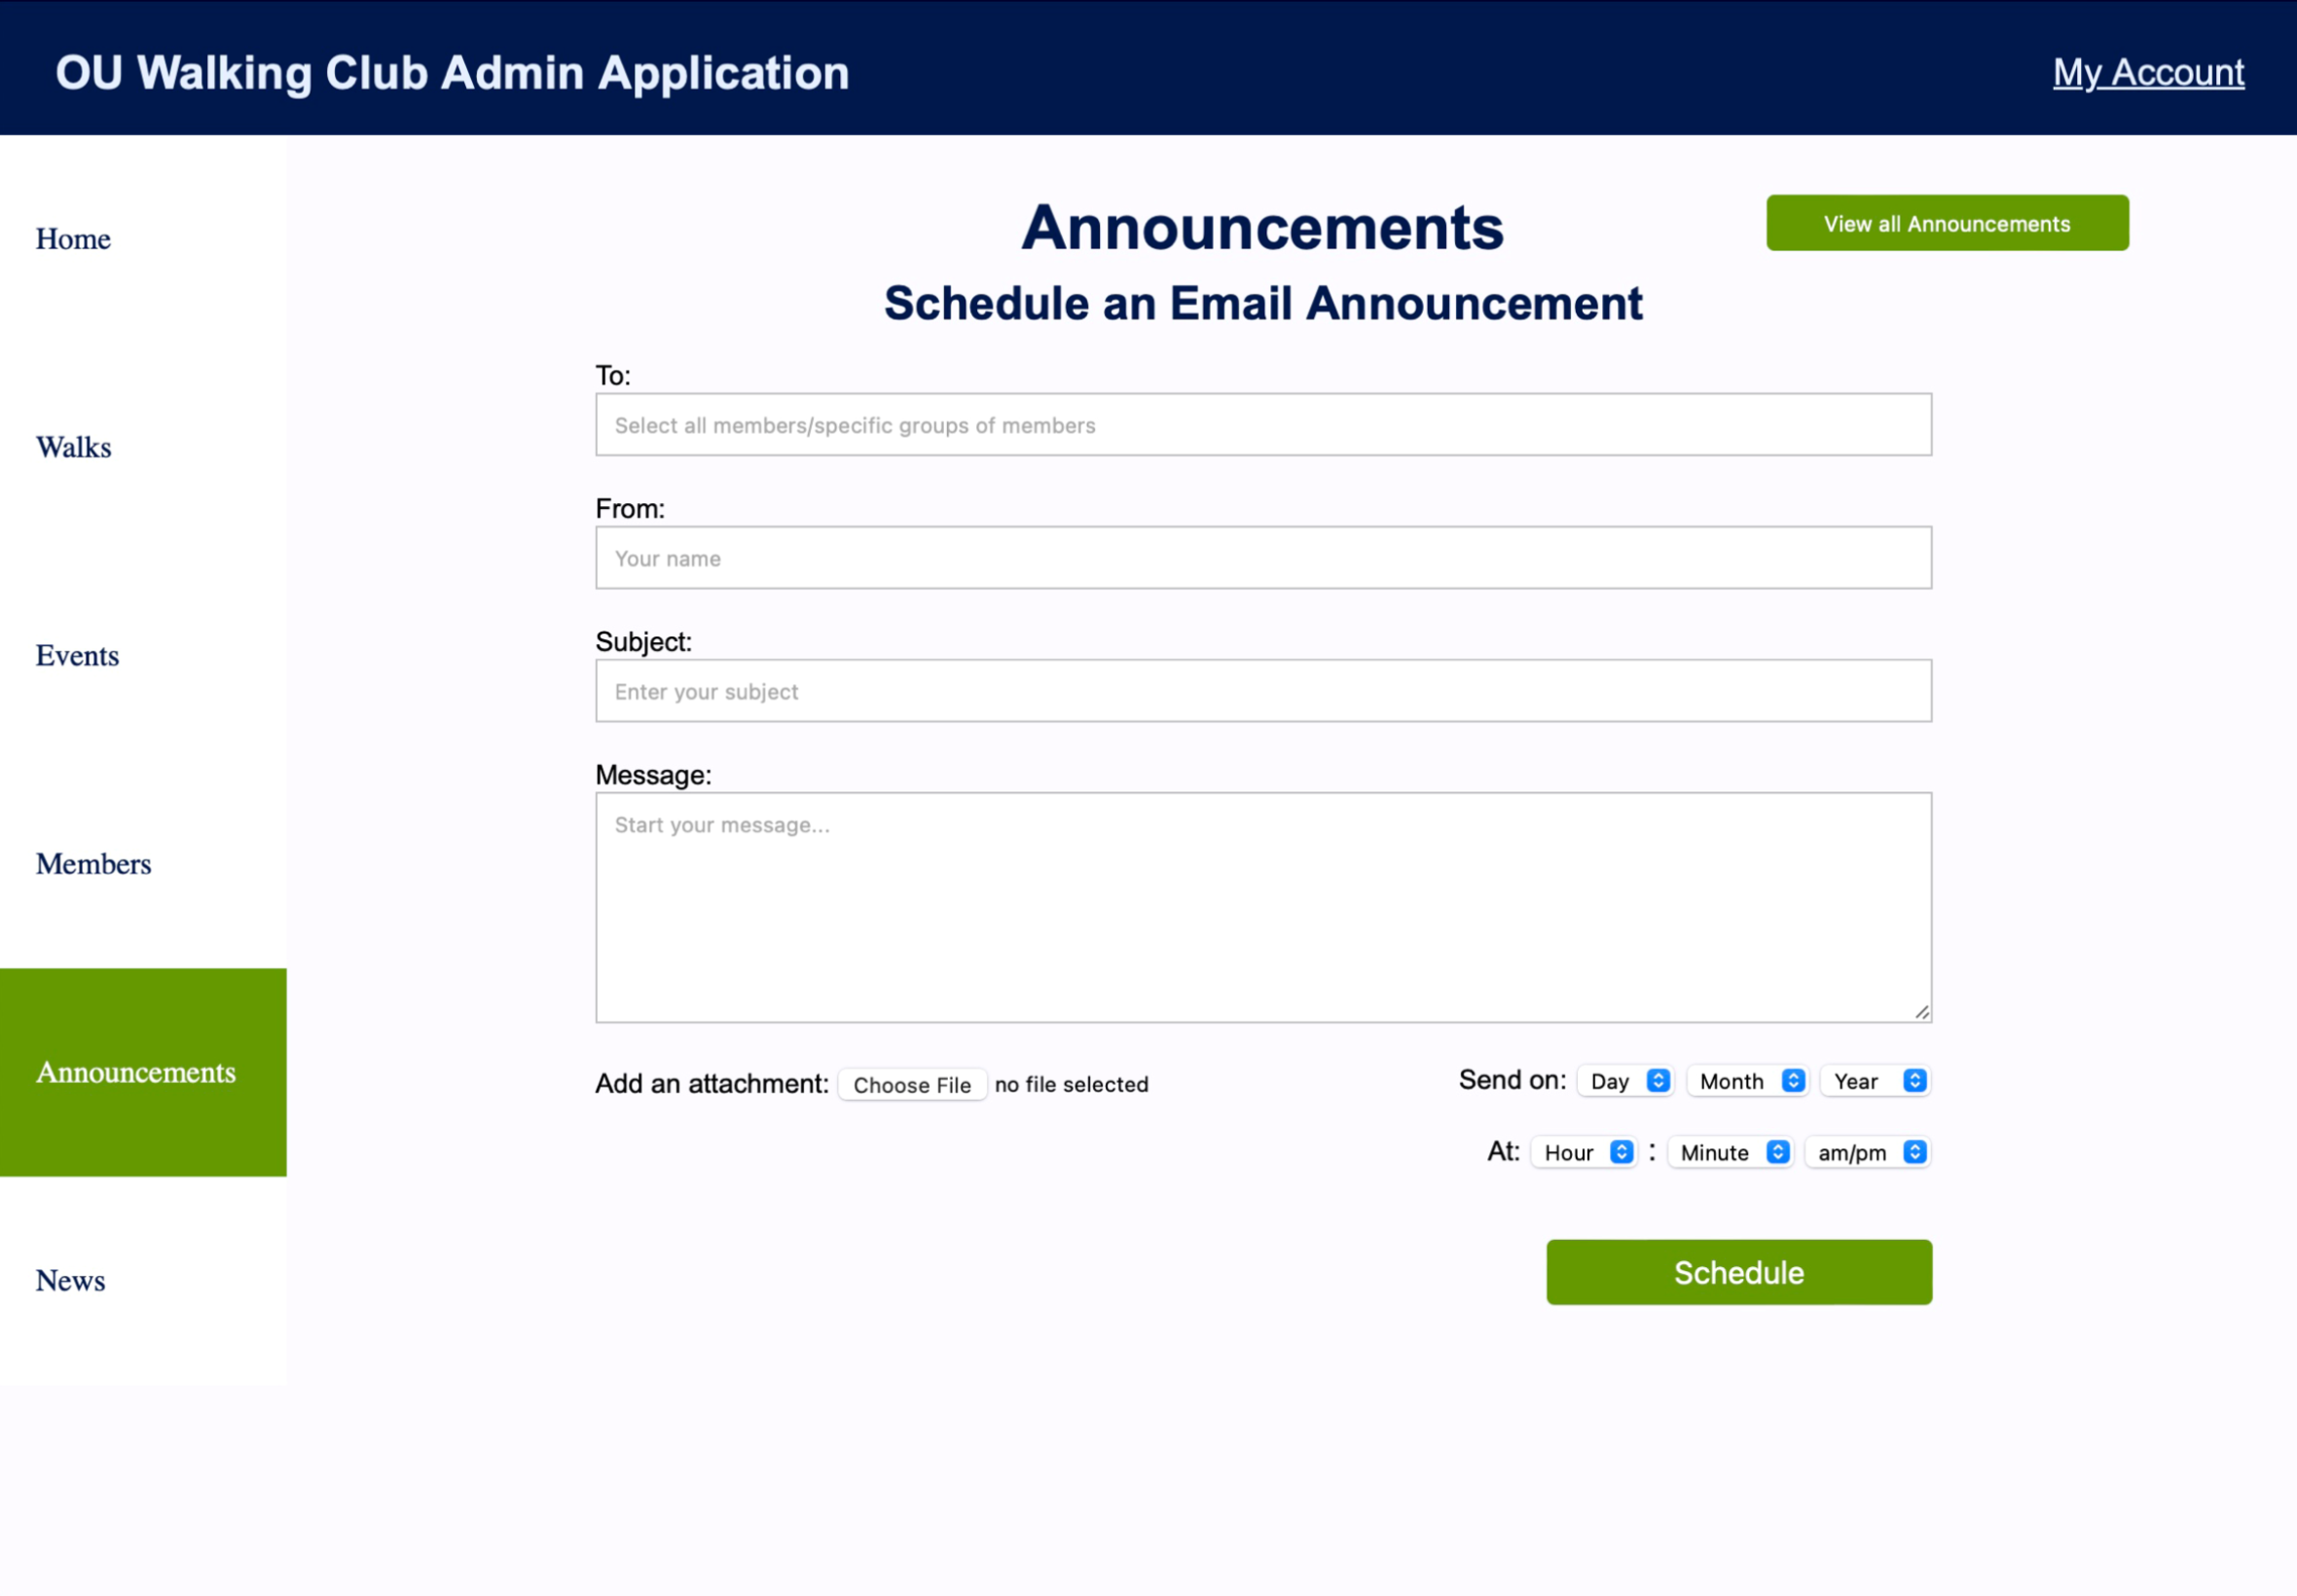 OU Walking Club Admin Application
My Account
Home
Walks
Events
Members
Announcements
News
Announcements
View all Announcements
Schedule an Email Announcement
To:
Select all members/specific groups of members
From:
Your name
Subject:
Enter your subject
Message:
Start your message...
Add an attachment: Choose File no file selected
Send on: Day Month Year
At: Hour : Minute am/pm
Schedule